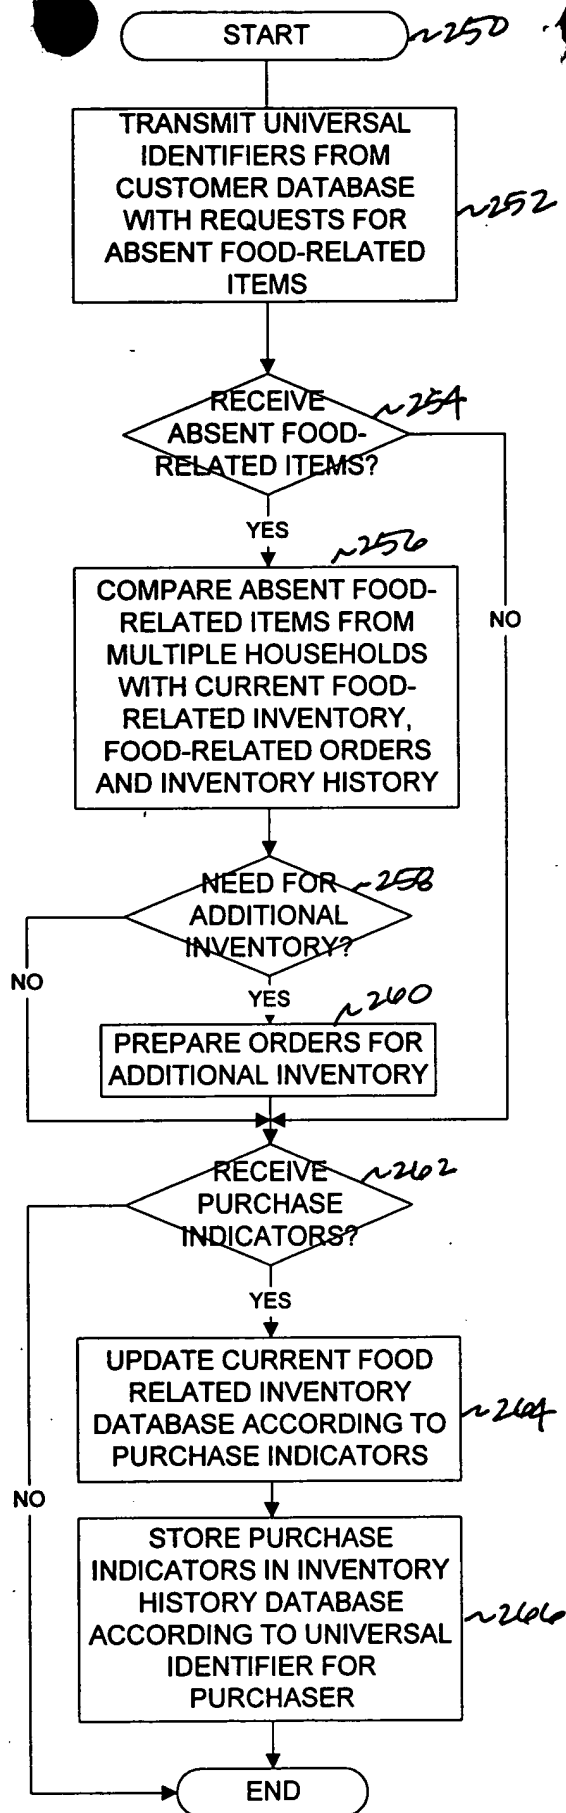 START ~250
TRANSMIT UNIVERSAL
IDENTIFIERS FROM
CUSTOMER DATABASE
WITH REQUESTS FOR ~252
ABSENT FOOD-RELATED
ITEMS
RECEIVE ~254
ABSENT FOOD-
RELATED ITEMS?
YES
~256
COMPARE ABSENT FOOD-
RELATED ITEMS FROM
NO
MULTIPLE HOUSEHOLDS
WITH CURRENT FOOD-
RELATED INVENTORY,
FOOD-RELATED ORDERS
AND INVENTORY HISTORY
NEED FOR ~258
ADDITIONAL
INVENTORY?
NO
YES ~260
PREPARE ORDERS FOR
ADDITIONAL INVENTORY
RECEIVE ~262
PURCHASE
INDICATORS?
YES
UPDATE CURRENT FOOD
RELATED INVENTORY
DATABASE ACCORDING TO ~264
PURCHASE INDICATORS
NO
STORE PURCHASE
INDICATORS IN INVENTORY
HISTORY DATABASE
ACCORDING TO UNIVERSAL ~266
IDENTIFIER FOR
PURCHASER
END